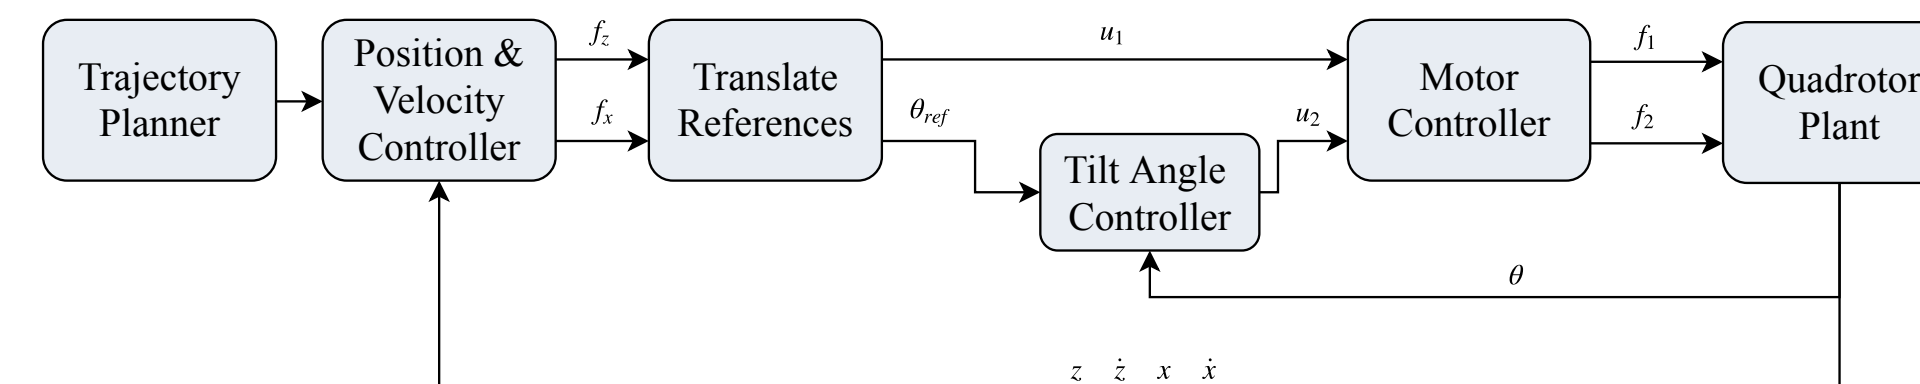 Trajectory
Planner
Position &
Velocity
Controller
f_z
f_x
Translate
References
u_1
θ_ref
Tilt Angle
Controller
u_2
Motor
Controller
f_1
f_2
Quadrotor
Plant
θ
z ż x ẋ